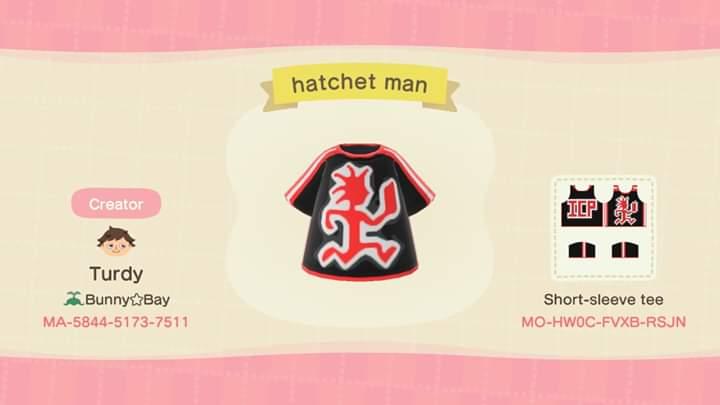 hatchet man
Creator
Turdy
Bunny☆Bay
MA-5844-5173-7511
ICP
Short-sleeve tee
MO-HW0C-FVXB-RSJN